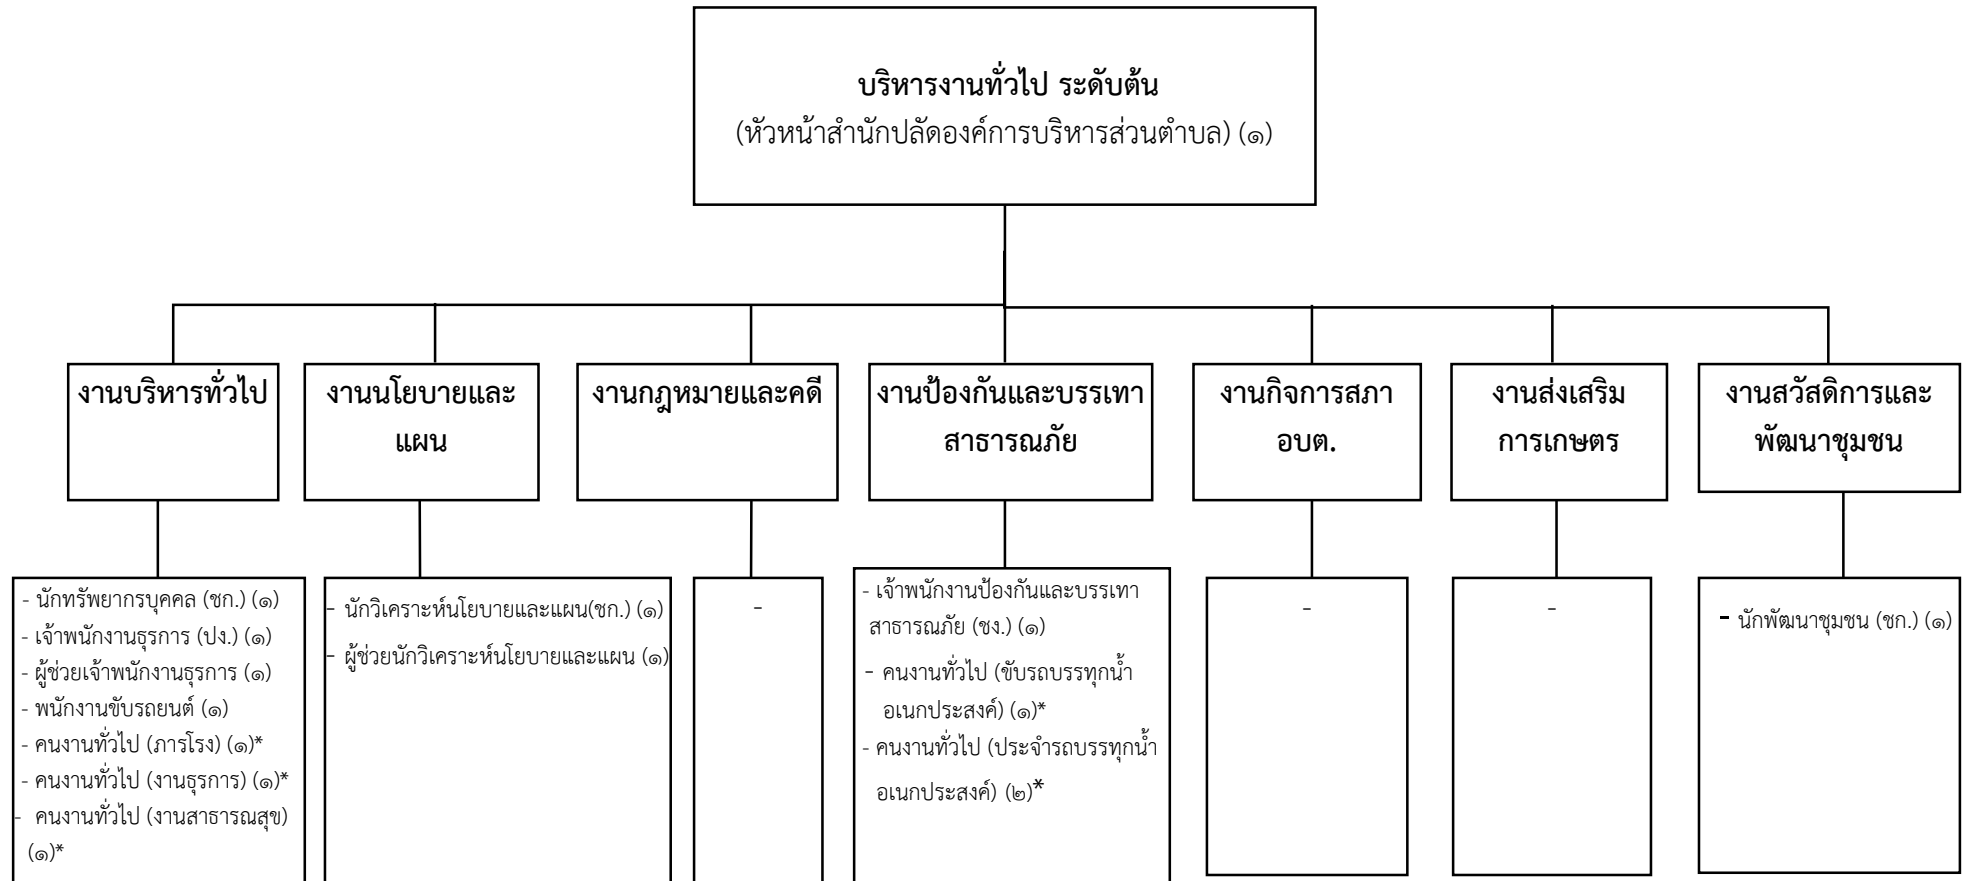 บริหารงานทั่วไป ระดับต้น
(หัวหน้าสำนักปลัดองค์การบริหารส่วนตำบล) (๑)
งานบริหารทั่วไป
งานนโยบายและ
แผน
งานกฎหมายและคดี
งานป้องกันและบรรเทา
สาธารณภัย
งานกิจการสภา
อบต.
งานส่งเสริม
การเกษตร
งานสวัสดิการและ
พัฒนาชุมชน
- นักทรัพยากรบุคคล (ชก.) (๑)
- เจ้าพนักงานธุรการ (ปง.) (๑)
- ผู้ช่วยเจ้าพนักงานธุรการ (๑)
- พนักงานขับรถยนต์ (๑)
- คนงานทั่วไป (ภารโรง) (๑)*
- คนงานทั่วไป (งานธุรการ) (๑)*
- คนงานทั่วไป (งานสาธารณสุข)
(๑)*
- นักวิเคราะห์นโยบายและแผน(ชก.) (๑)
- ผู้ช่วยนักวิเคราะห์นโยบายและแผน (๑)
-
- เจ้าพนักงานป้องกันและบรรเทา
สาธารณภัย (ชง.) (๑)
- คนงานทั่วไป (ขับรถบรรทุกน้ำ
อเนกประสงค์) (๑)*
- คนงานทั่วไป (ประจำรถบรรทุกน้ำ
อเนกประสงค์) (๒)*
-
-
- นักพัฒนาชุมชน (ชก.) (๑)